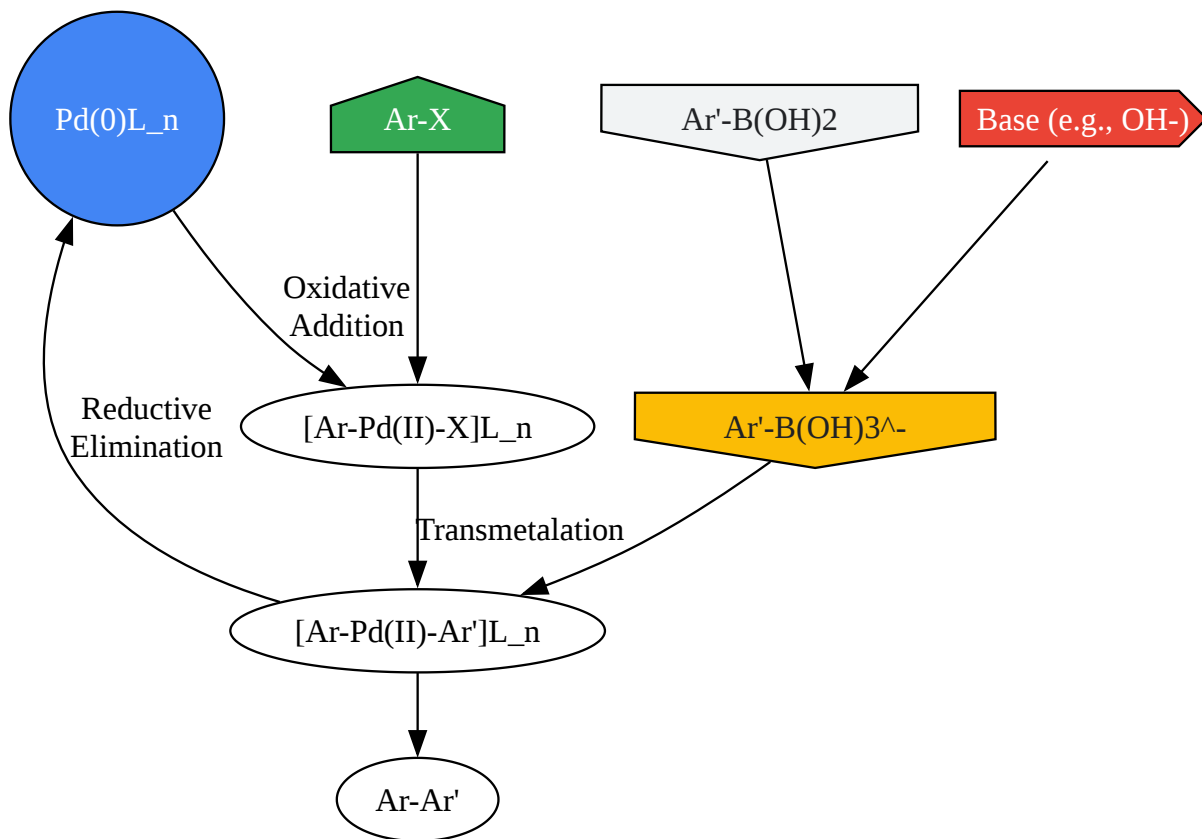 Pd(0)L_n
Ar-X
Ar'-B(OH)2
Base (e.g., OH-)
Oxidative
Addition
Reductive
Elimination
[Ar-Pd(II)-X]L_n
Ar'-B(OH)3^-
Transmetalation
[Ar-Pd(II)-Ar']L_n
Ar-Ar'